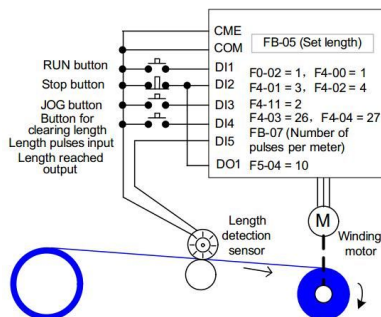 CME
COM
FB-05 (Set length)
RUN button
DI1
F0-02 = 1, F4-00 = 1
Stop button
DI2
F4-01 = 3, F4-02 = 4
JOG button
DI3
F4-11 = 2
Button for
clearing length
DI4
F4-03 = 26, F4-04 = 27
Length pulses input
DI5
FB-07 (Number of
pulses per meter)
Length reached
output
DO1
F5-04 = 10
Length
detection
sensor
M
Winding
motor